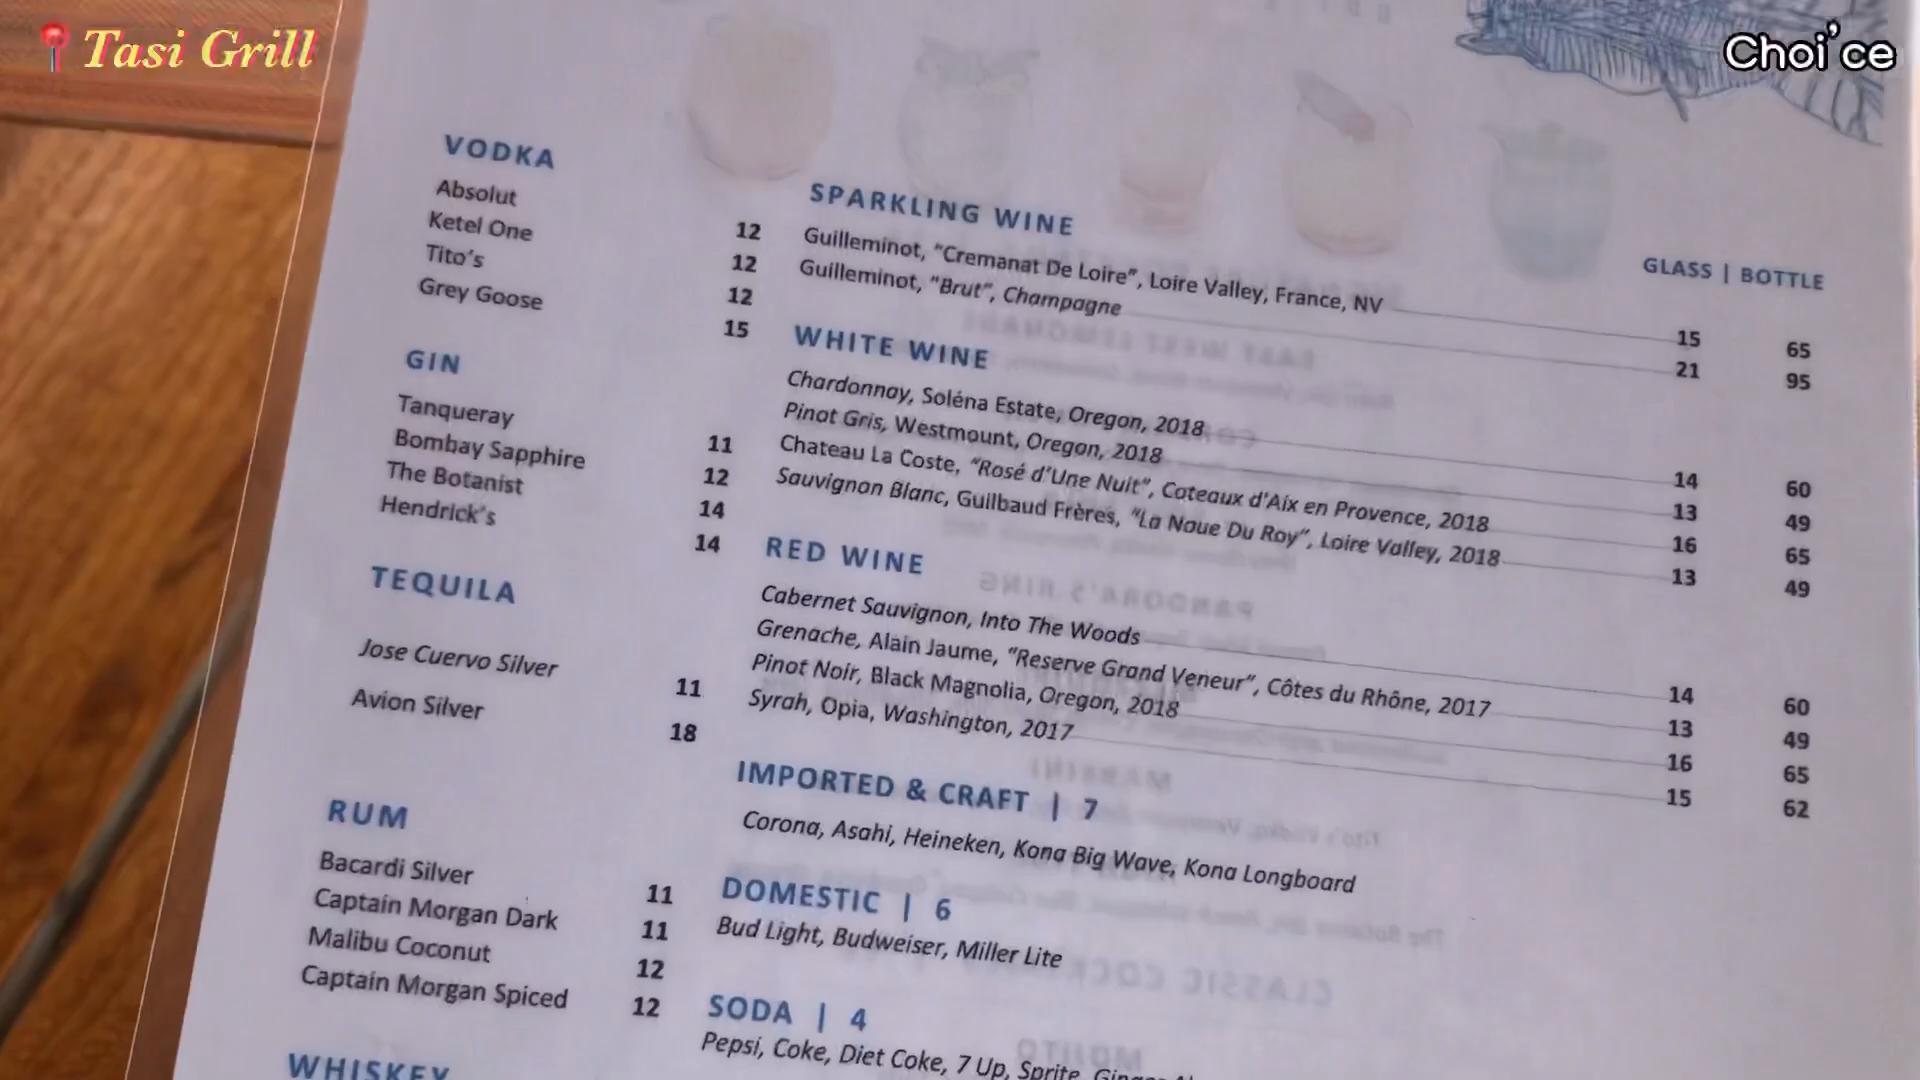 Tasi Grill
Choi'ce
VODKA
Absolut 12
Ketel One 12
Tito's 12
Grey Goose 15
GIN
Tanqueray 11
Bombay Sapphire 12
The Botanist 14
Hendrick's 14
TEQUILA
Jose Cuervo Silver 11
Avion Silver 18
RUM
Bacardi Silver 11
Captain Morgan Dark 11
Malibu Coconut 12
Captain Morgan Spiced 12
WHISKEY
GLASS | BOTTLE
SPARKLING WINE
Guilleminot, "Cremanat De Loire", Loire Valley, France, NV 15 65
Guilleminot, "Brut", Champagne 21 95
WHITE WINE
Chardonnay, Soléna Estate, Oregon, 2018 14 60
Pinot Gris, Westmount, Oregon, 2018 13 49
Chateau La Coste, "Rosé d'Une Nuit", Coteaux d'Aix en Provence, 2018 16 65
Sauvignon Blanc, Guilbaud Frères, "La Noue Du Roy", Loire Valley, 2018 13 49
RED WINE
Cabernet Sauvignon, Into The Woods 14 60
Grenache, Alain Jaume, "Reserve Grand Veneur", Côtes du Rhône, 2017 13 49
Pinot Noir, Black Magnolia, Oregon, 2018 16 65
Syrah, Opia, Washington, 2017 15 62
IMPORTED & CRAFT | 7
Corona, Asahi, Heineken, Kona Big Wave, Kona Longboard
DOMESTIC | 6
Bud Light, Budweiser, Miller Lite
SODA | 4
Pepsi, Coke, Diet Coke, 7 Up, Sprite,